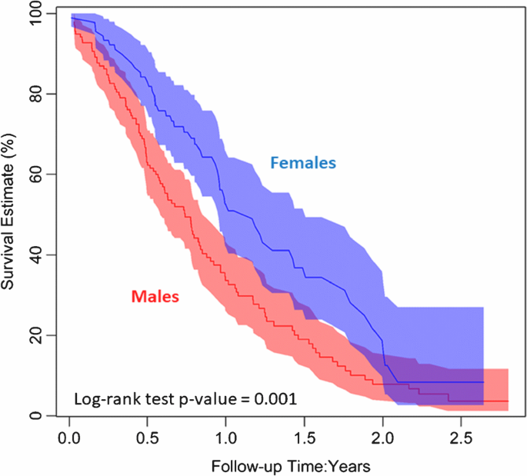 Survival Estimate (%)
100
80
60
40
20
0
Females
Males
Log-rank test p-value = 0.001
0.0 0.5 1.0 1.5 2.0 2.5
Follow-up Time:Years